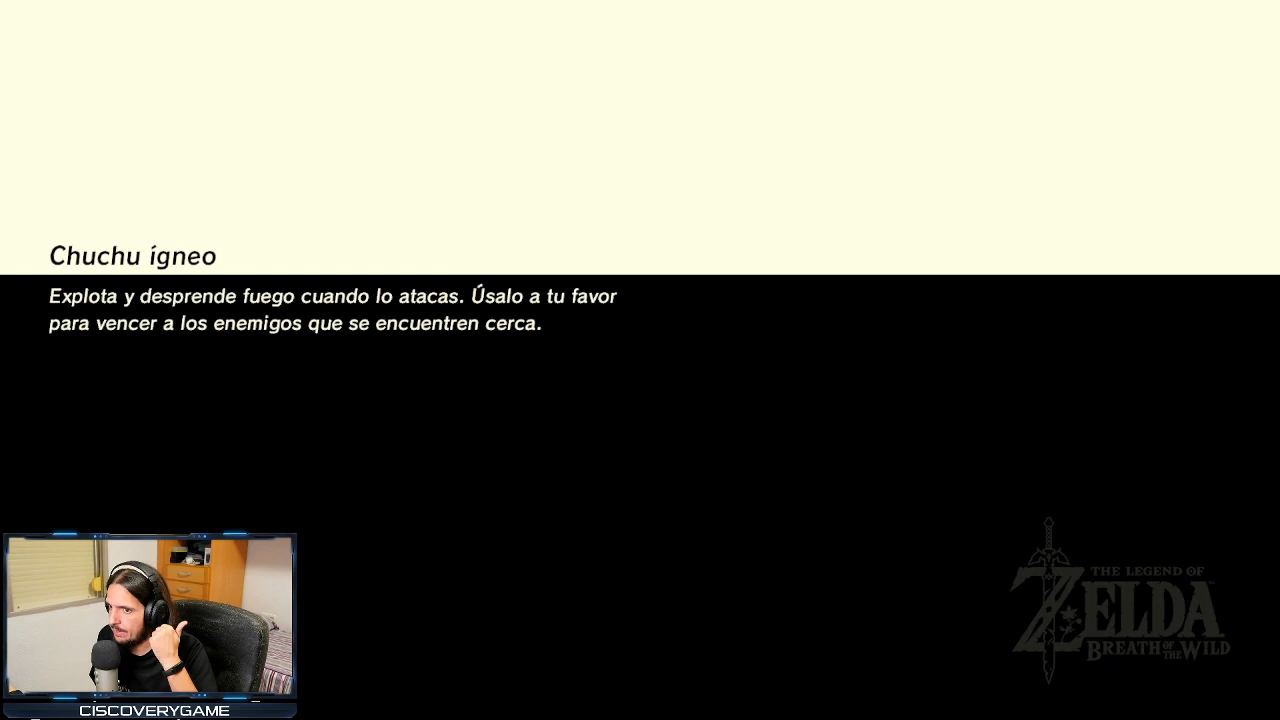 Chuchu ígneo
Explota y desprende fuego cuando lo atacas. Úsalo a tu favor
para vencer a los enemigos que se encuentren cerca.
THE LEGEND OF
ZELDA
BREATH OF THE WILD
CISCOVERYGAME